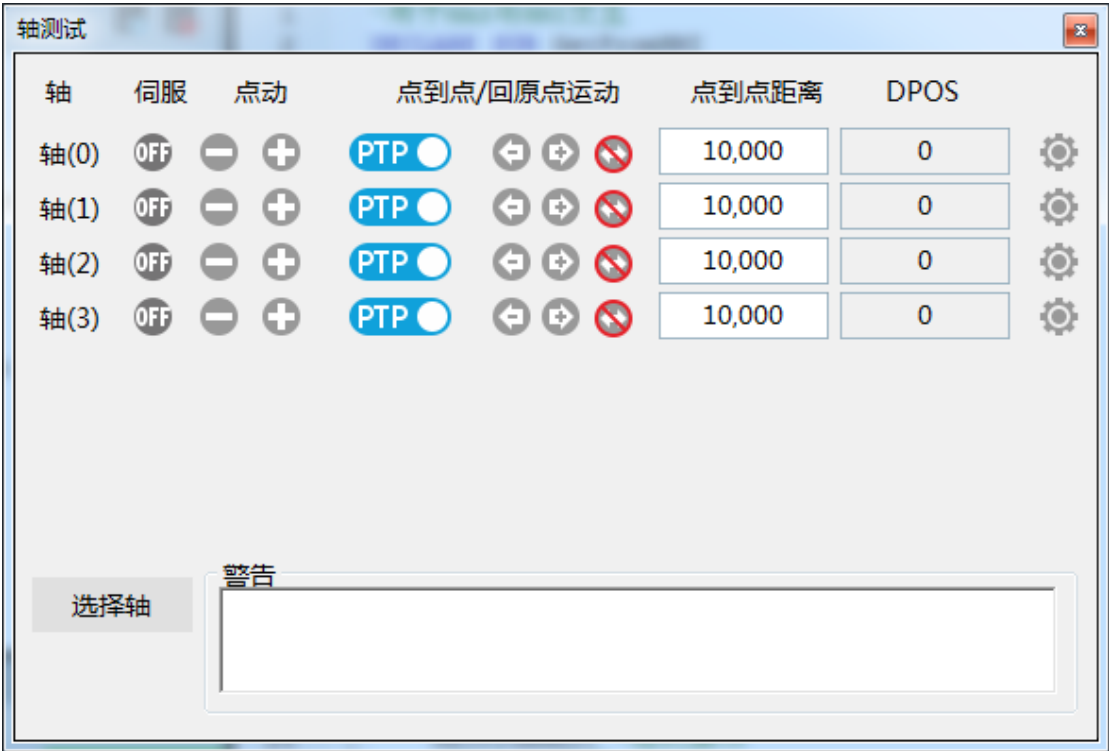 轴测试
轴 伺服 点动 点到点/回原点运动 点到点距离 DPOS
轴(0) OFF PTP 10,000 0
轴(1) OFF PTP 10,000 0
轴(2) OFF PTP 10,000 0
轴(3) OFF PTP 10,000 0
警告
选择轴